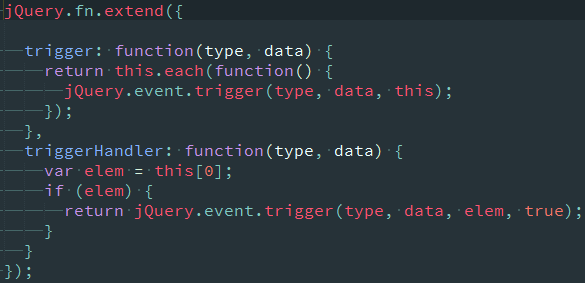 jQuery.fn.extend({

    trigger: function(type, data) {
        return this.each(function() {
            jQuery.event.trigger(type, data, this);
        });
    },
    triggerHandler: function(type, data) {
        var elem = this[0];
        if (elem) {
            return jQuery.event.trigger(type, data, elem, true);
        }
    }
});